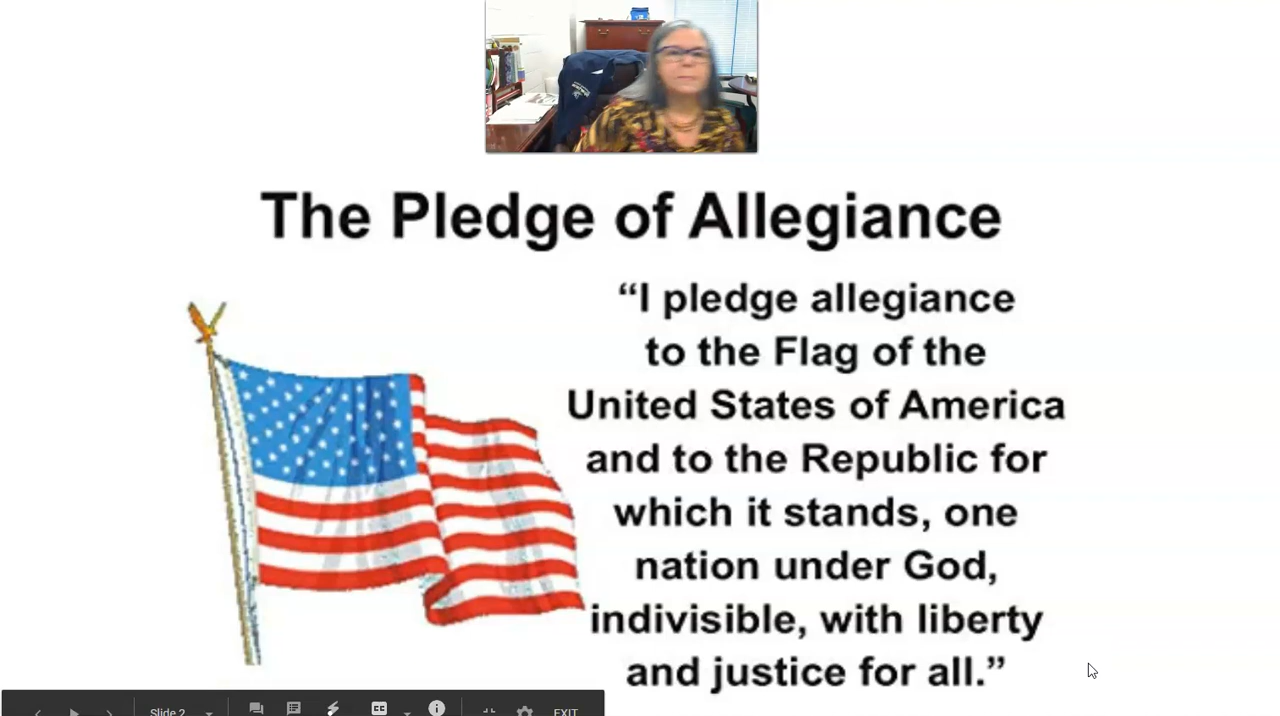 The Pledge of Allegiance
“I pledge allegiance
to the Flag of the
United States of America
and to the Republic for
which it stands, one
nation under God,
indivisible, with liberty
and justice for all.”
Slide 2
CC
EXIT